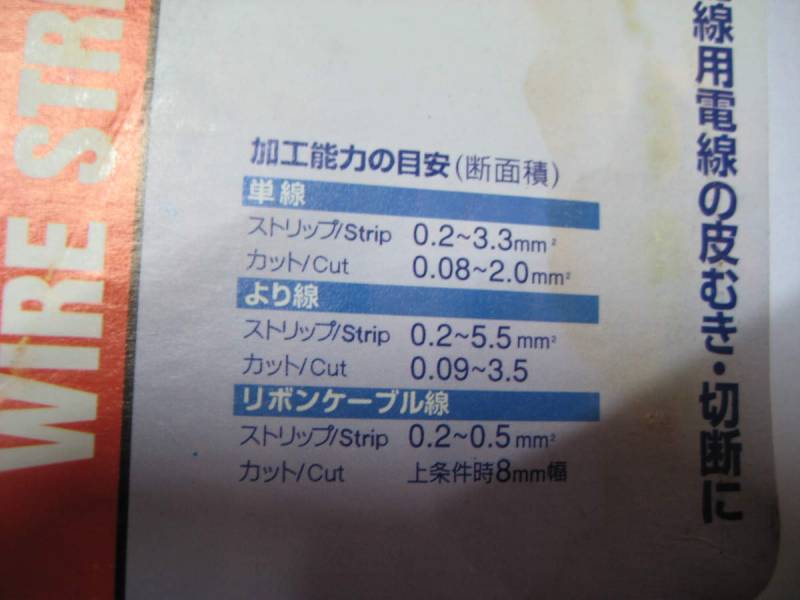 WIRE STRI
加工能力の目安(断面積)
単線
ストリップ/Strip 0.2~3.3mm²
カット/Cut 0.08~2.0mm²
より線
ストリップ/Strip 0.2~5.5mm²
カット/Cut 0.09~3.5
リボンケーブル線
ストリップ/Strip 0.2~0.5mm²
カット/Cut 上条件時8mm幅
線用電線の皮むき・切断に